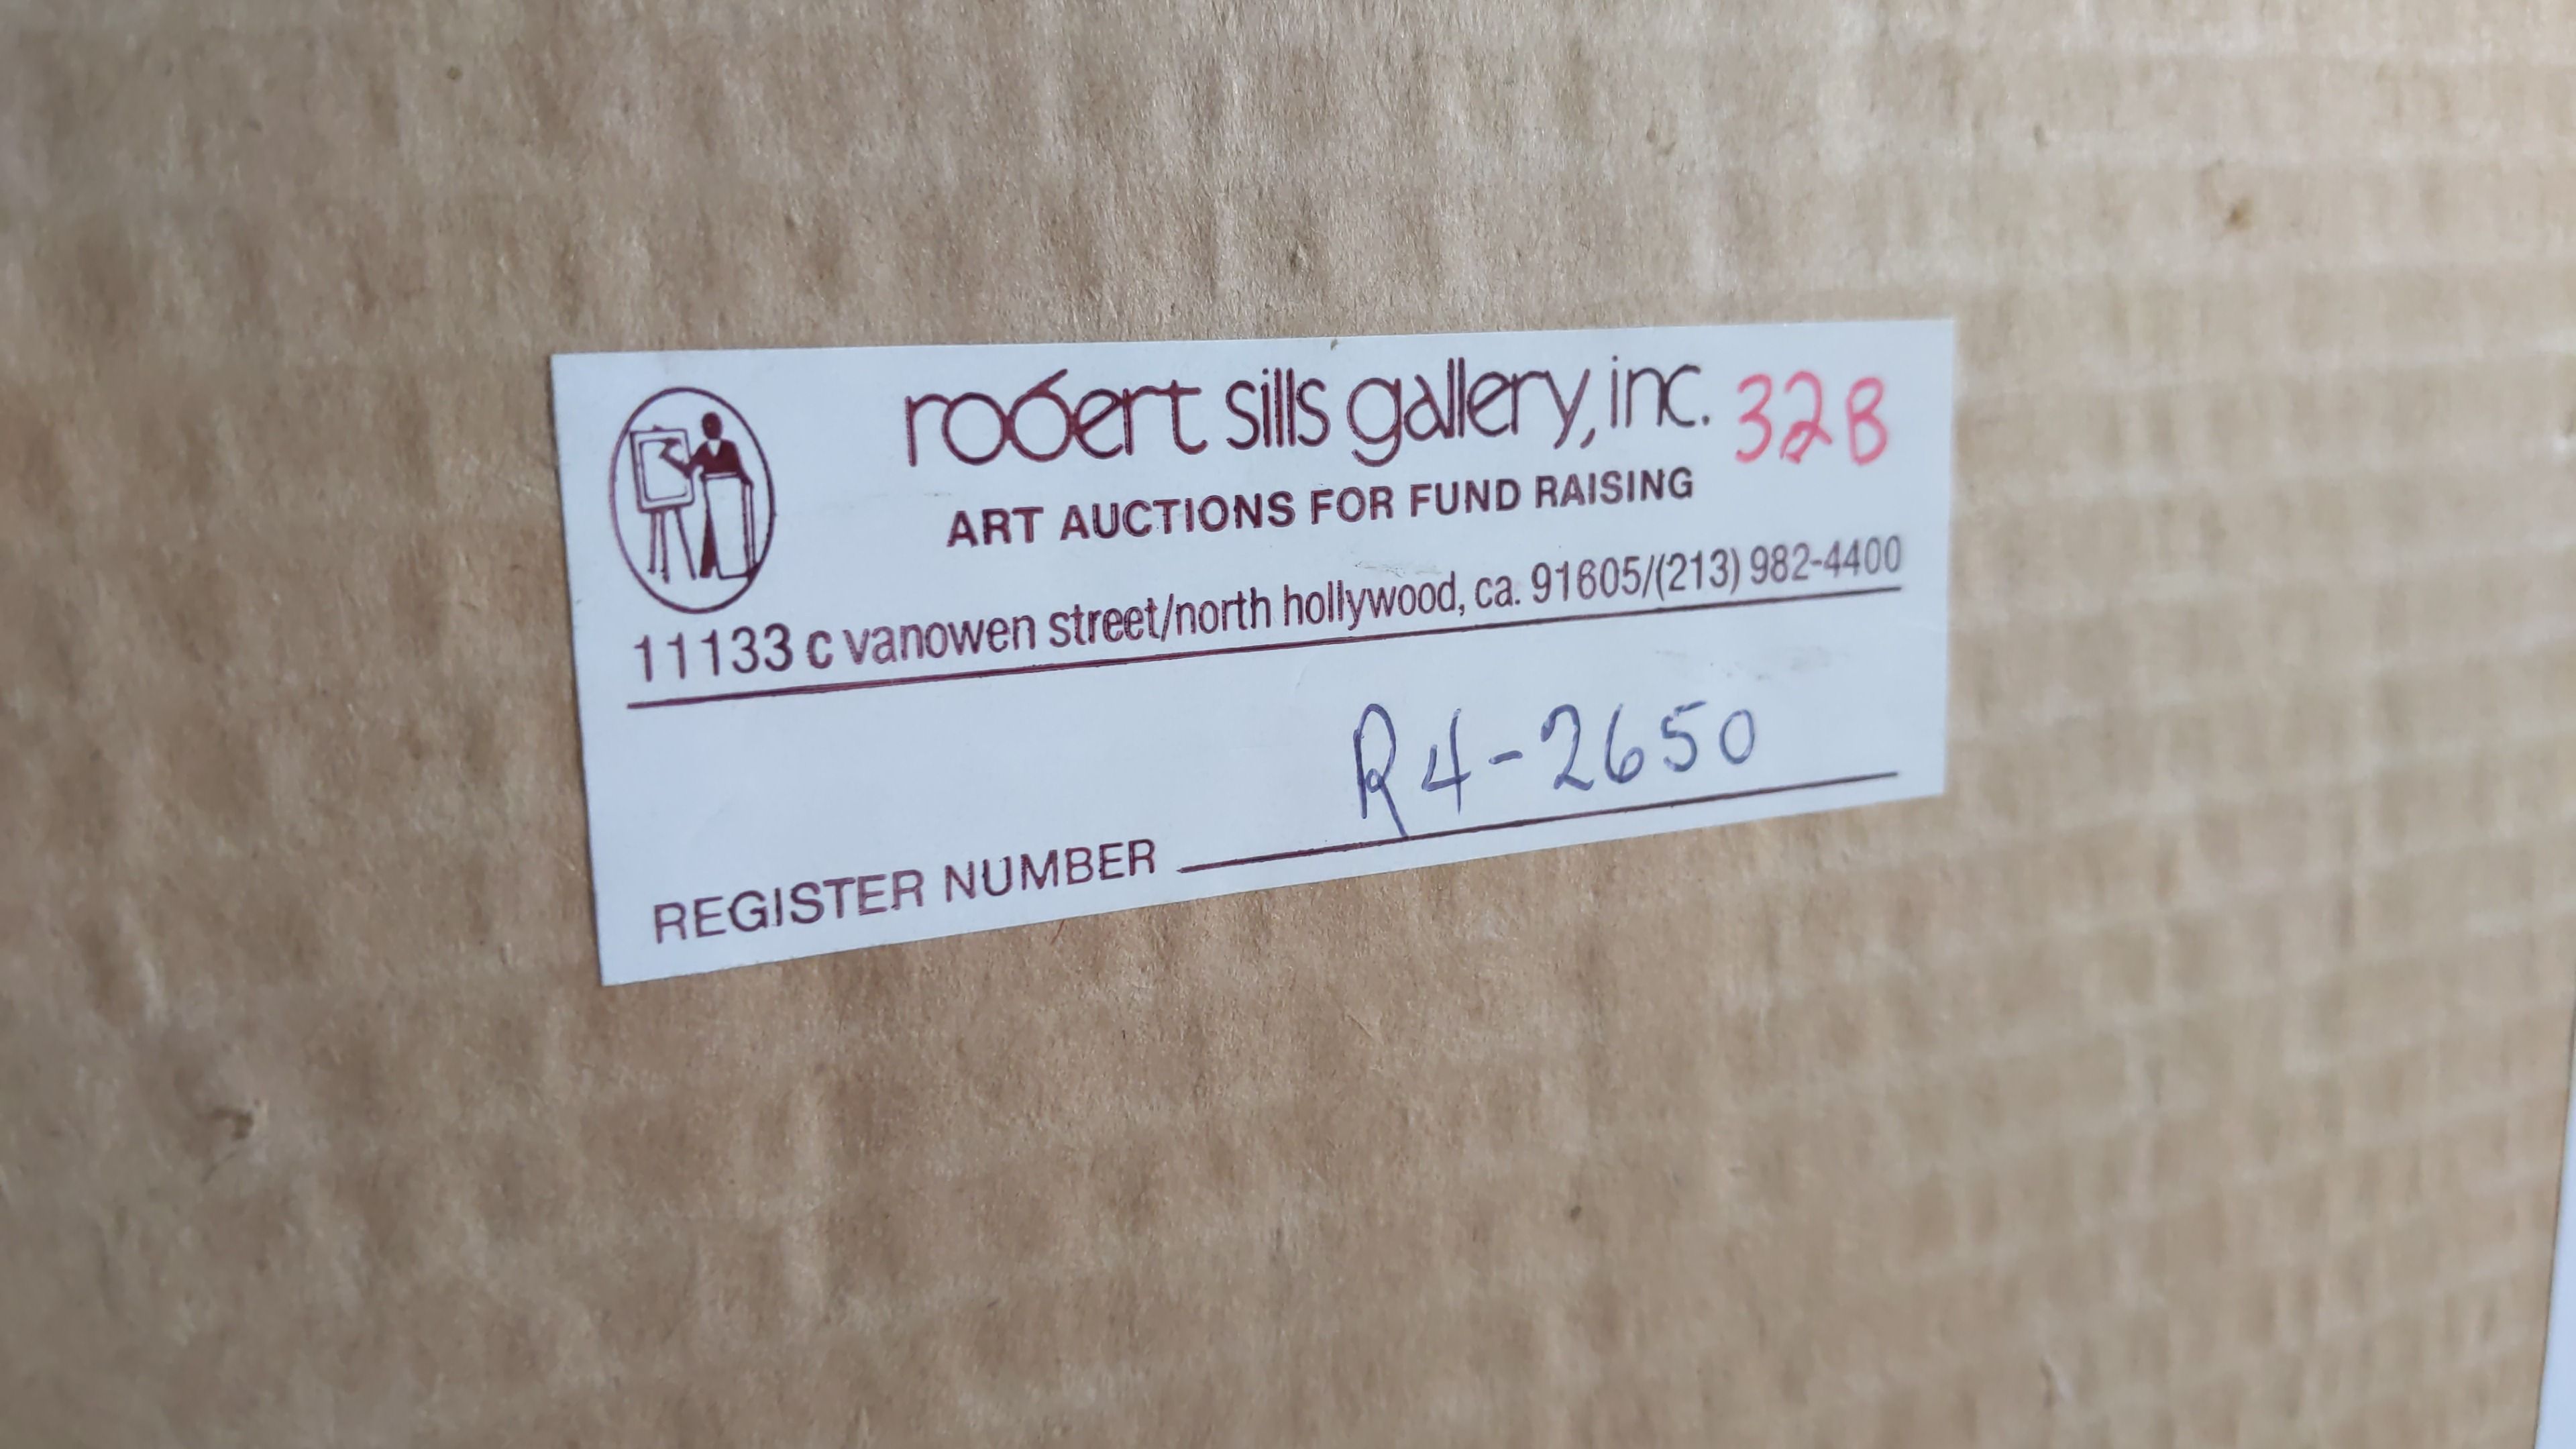 robert sills gallery, inc. 32B
ART AUCTIONS FOR FUND RAISING
11133 c vanowen street/north hollywood, ca. 91605/(213) 982-4400
REGISTER NUMBER R4-2650